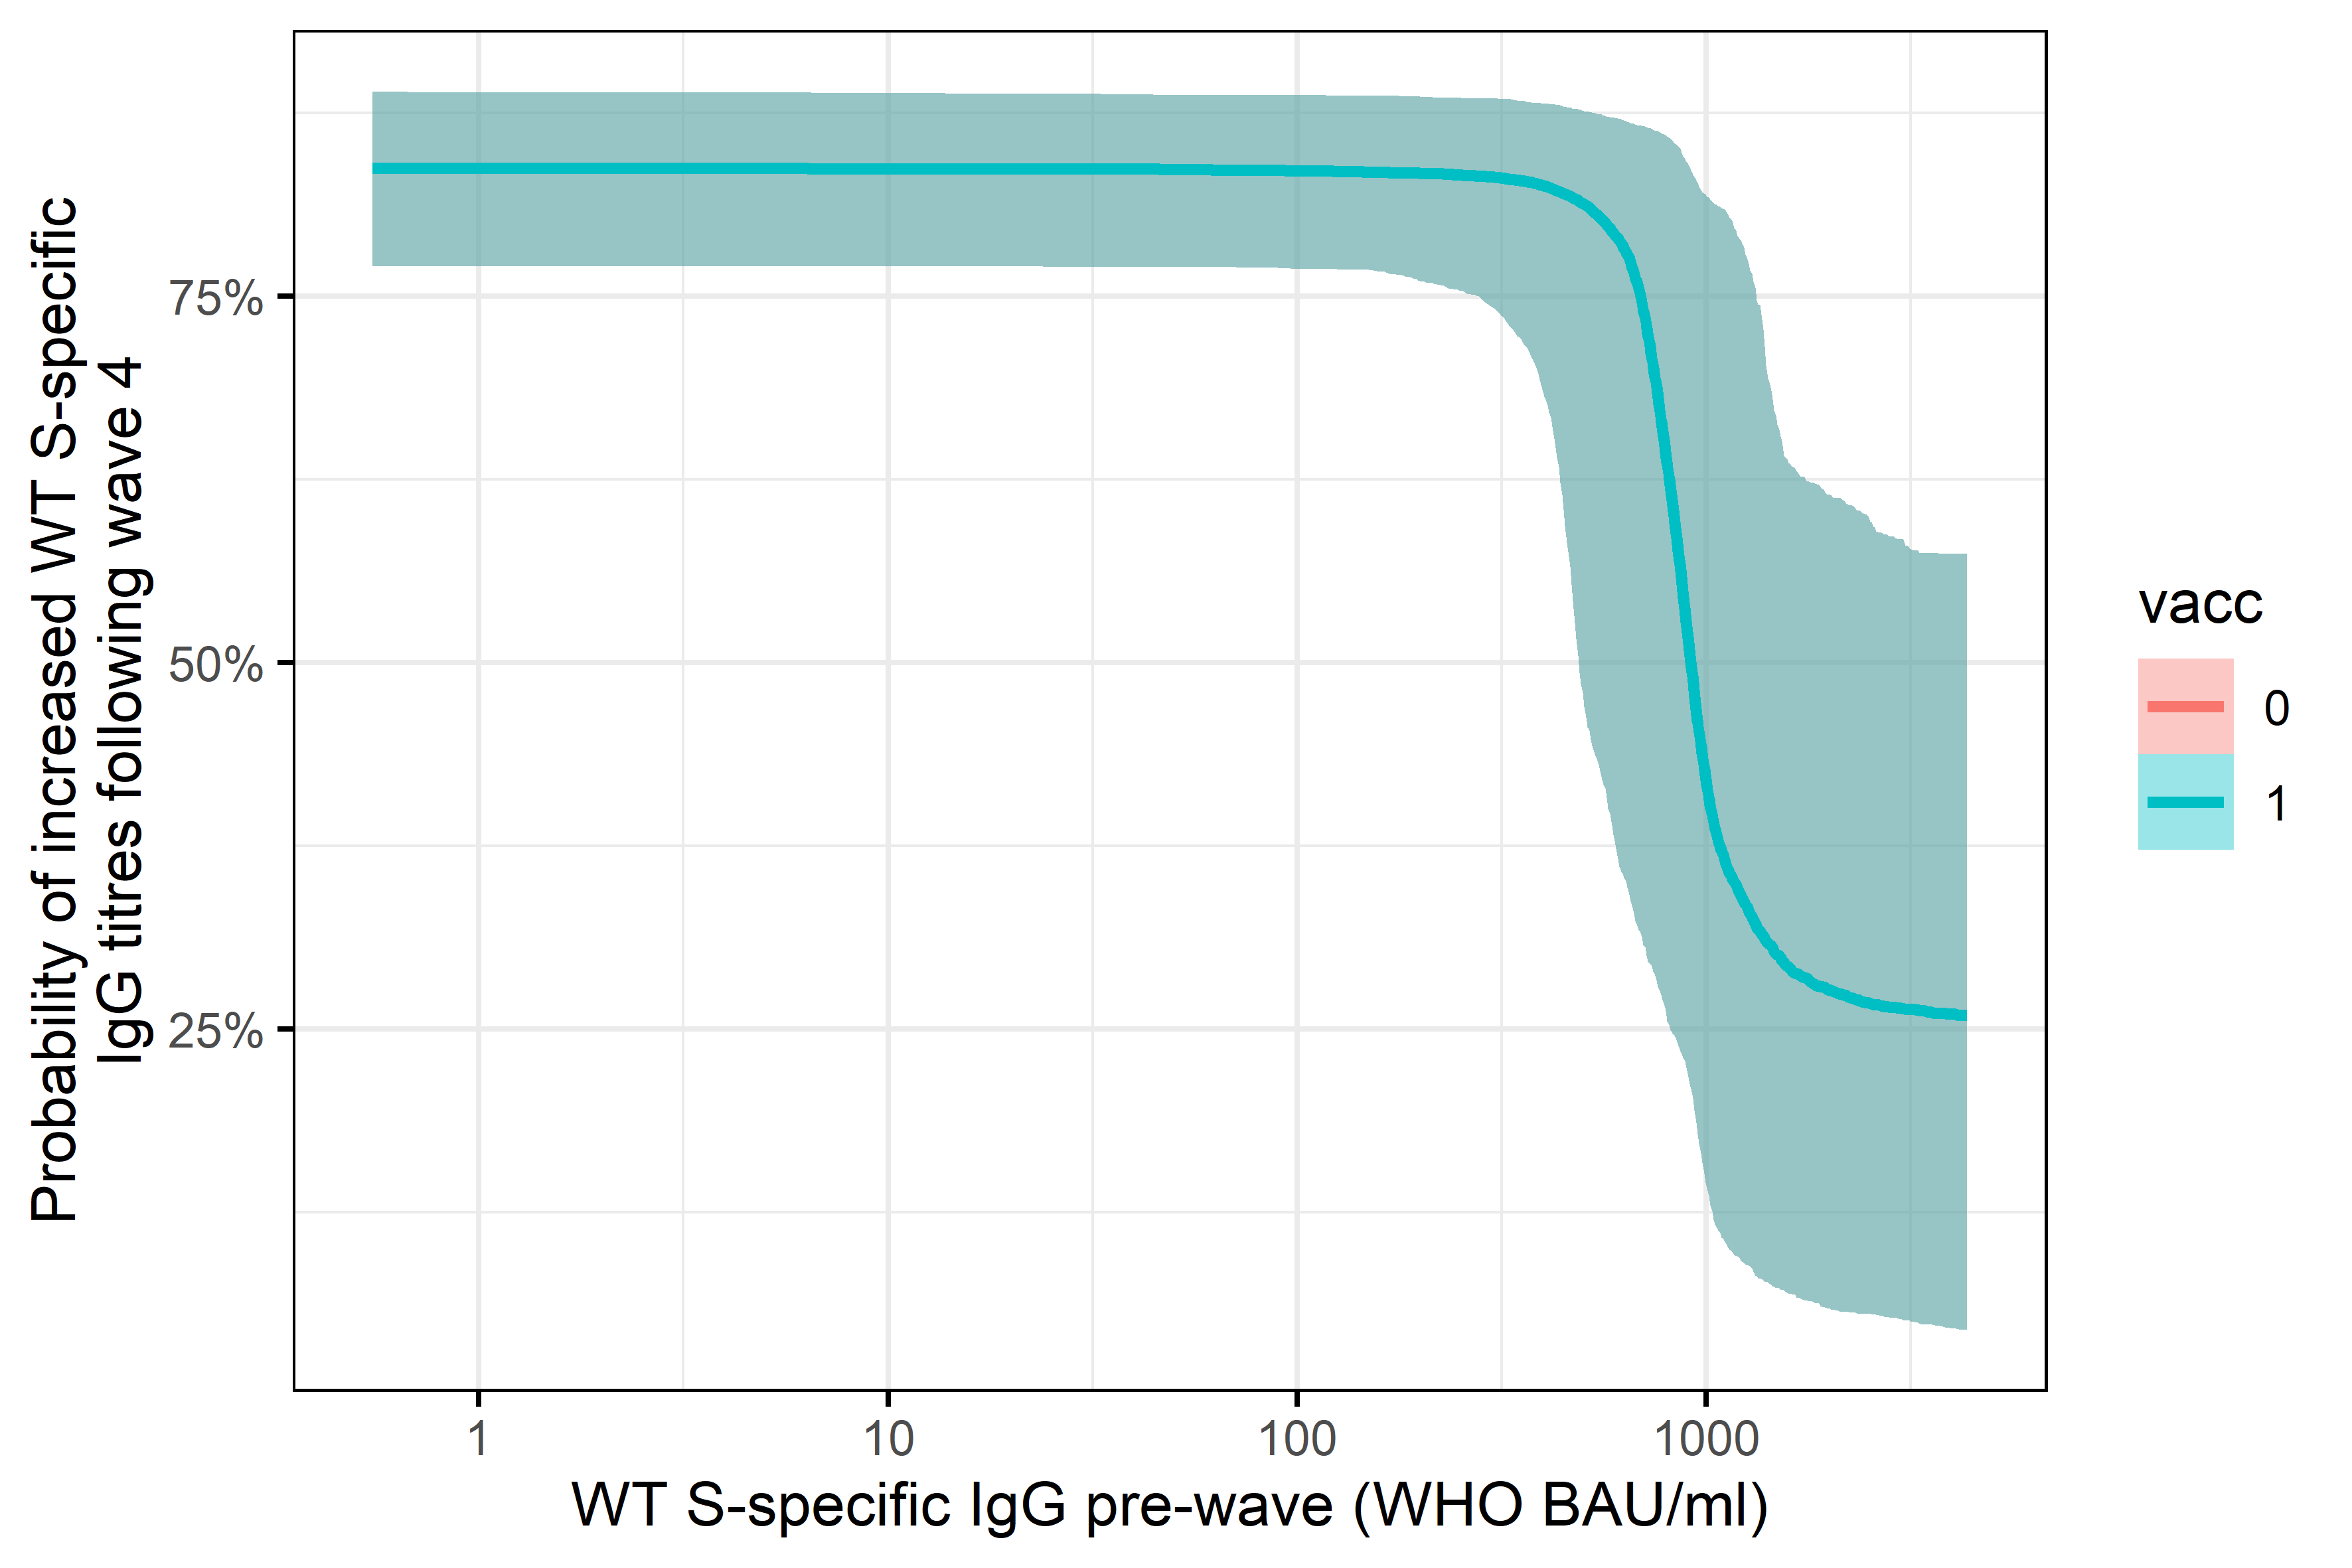 Probability of increased WT S-specific
IgG titres following wave 4
75%
50%
25%
1
10
100
1000
WT S-specific IgG pre-wave (WHO BAU/ml)
vacc
0
1